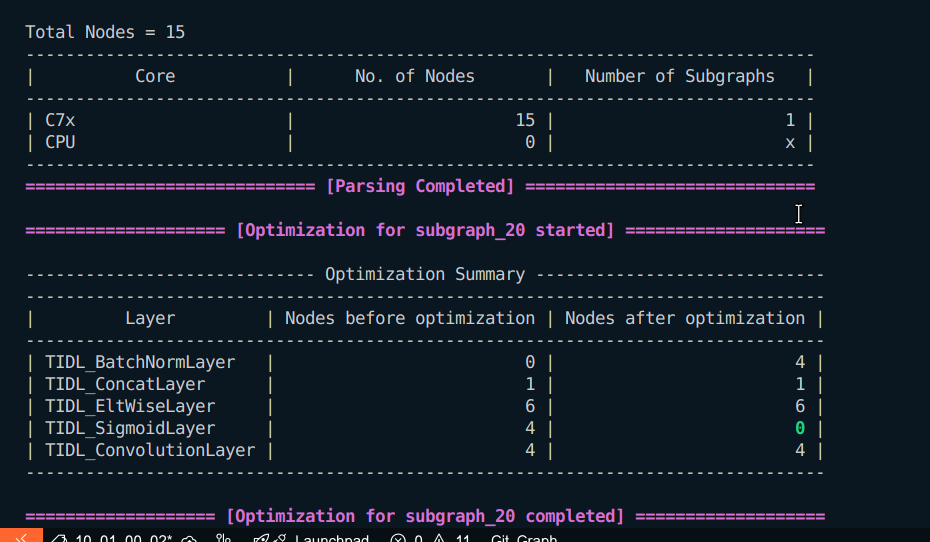 Total Nodes = 15
-------------------------------------------------------------------------------
| Core | No. of Nodes | Number of Subgraphs |
-------------------------------------------------------------------------------
| C7x | 15 | 1 |
| CPU | 0 | x |
-------------------------------------------------------------------------------
============================= [Parsing Completed] =============================
==================== [Optimization for subgraph_20 started] ====================
----------------------------- Optimization Summary -----------------------------
--------------------------------------------------------------------------------
| Layer | Nodes before optimization | Nodes after optimization |
--------------------------------------------------------------------------------
| TIDL_BatchNormLayer | 0 | 4 |
| TIDL_ConcatLayer | 1 | 1 |
| TIDL_EltWiseLayer | 6 | 6 |
| TIDL_SigmoidLayer | 4 | 0 |
| TIDL_ConvolutionLayer | 4 | 4 |
--------------------------------------------------------------------------------
=================== [Optimization for subgraph_20 completed] ===================
10_01_00_02* Launchpad 0 11 Git Graph